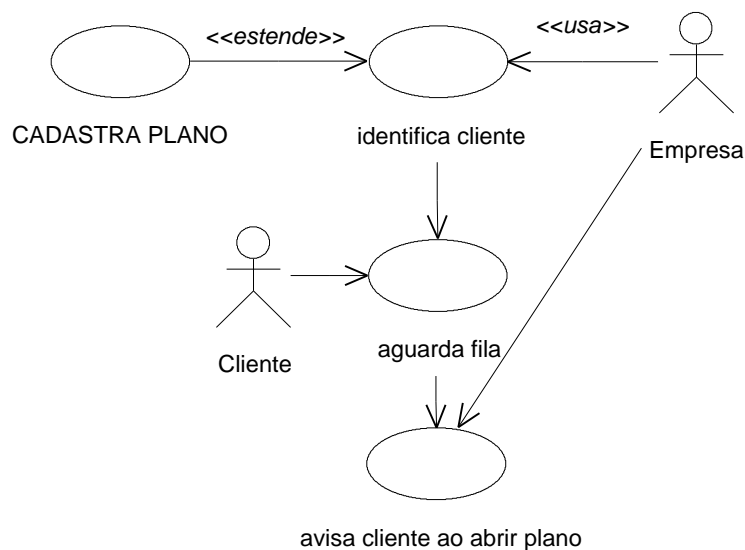 <<estende>>
<<usa>>
CADASTRA PLANO
identifica cliente
Empresa
Cliente
aguarda fila
avisa cliente ao abrir plano